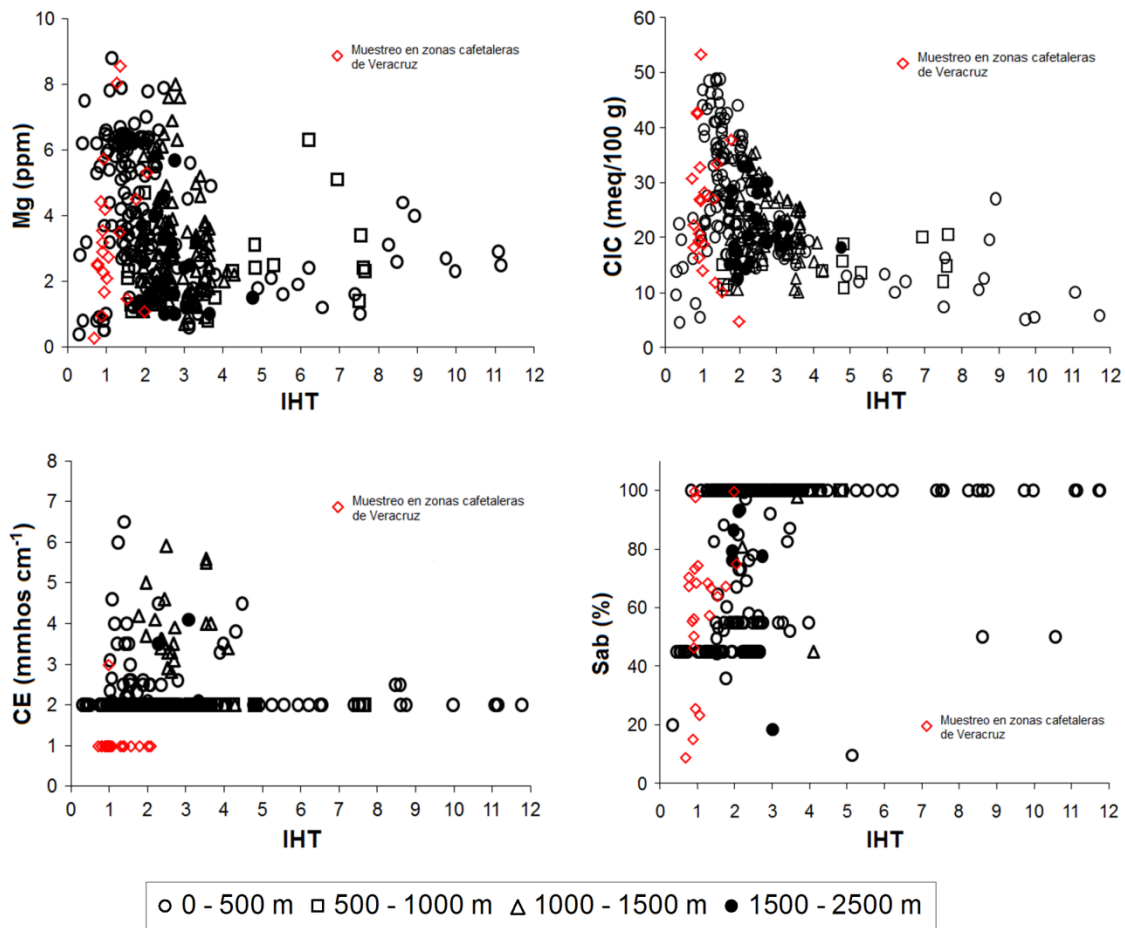 10
8
6
4
2
0
Mg (ppm)
Muestreo en zonas cafetaleras
de Veracruz
0 1 2 3 4 5 6 7 8 9 10 11 12
IHT
60
50
40
30
20
10
0
CIC (meq/100 g)
Muestreo en zonas cafetaleras
de Veracruz
0 1 2 3 4 5 6 7 8 9 10 11 12
IHT
8
7
6
5
4
3
2
1
0
CE (mmhos cm-1)
Muestreo en zonas cafetaleras
de Veracruz
0 1 2 3 4 5 6 7 8 9 10 11 12
IHT
100
80
60
40
20
0
Sab (%)
Muestreo en zonas cafetaleras
de Veracruz
0 1 2 3 4 5 6 7 8 9 10 11 12
IHT
0 - 500 m 500 - 1000 m 1000 - 1500 m 1500 - 2500 m